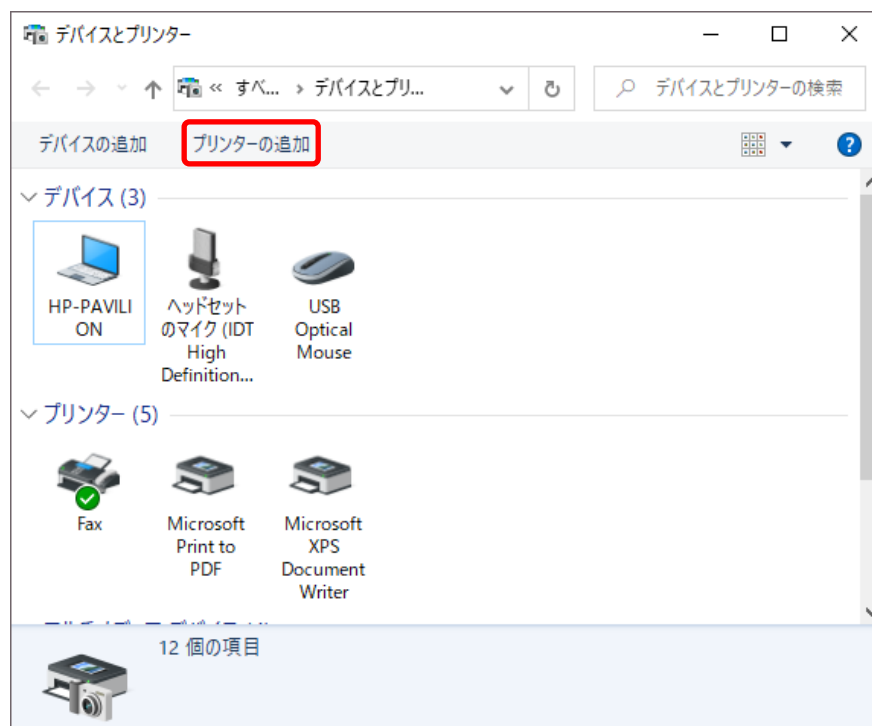 デバイスとプリンター
« すべ... › デバイスとプリ...
デバイスとプリンターの検索
デバイスの追加 プリンターの追加
デバイス (3)
HP-PAVILI
ON
ヘッドセット
のマイク (IDT
High
Definition...
USB
Optical
Mouse
プリンター (5)
Fax
Microsoft
Print to
PDF
Microsoft
XPS
Document
Writer
12 個の項目